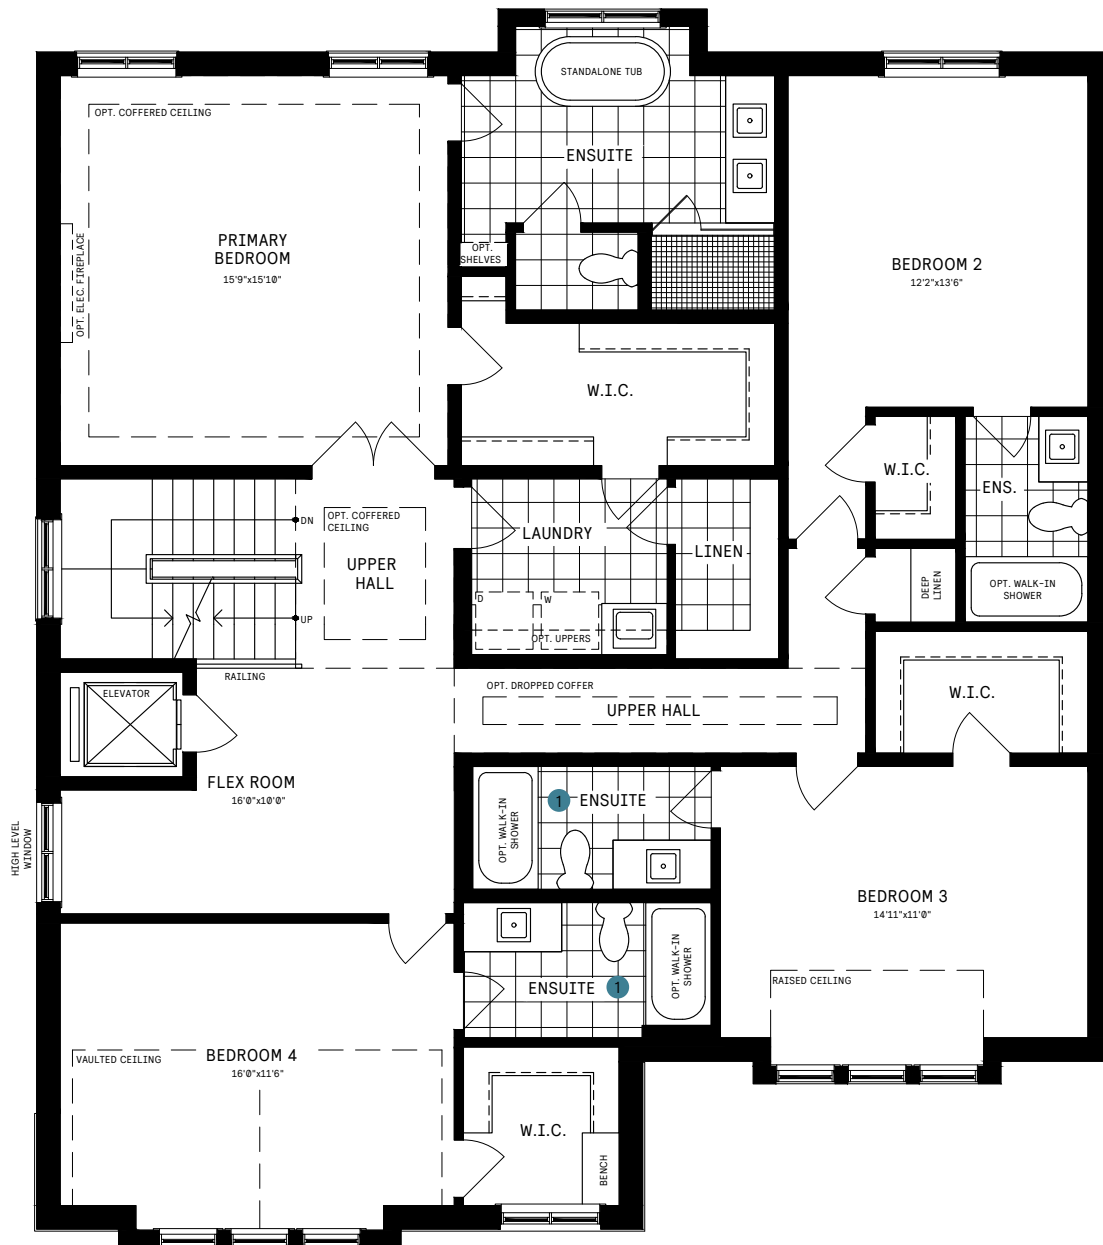 STANDALONE TUB
OPT. COFFERED CEILING
ENSUITE
PRIMARY
BEDROOM
15'9"x15'10"
OPT. ELEC. FIREPLACE
OPT.
SHELVES
BEDROOM 2
12'2"x13'6"
W.I.C.
W.I.C.
ENS.
OPT. COFFERED
CEILING
DN
UPPER
HALL
UP
LAUNDRY
LINEN
D
W
OPT. UPPERS
DEEP
LINEN
OPT. WALK-IN
SHOWER
RAILING
ELEVATOR
OPT. DROPPED COFFER
UPPER HALL
W.I.C.
FLEX ROOM
16'0"x10'0"
HIGH LEVEL
WINDOW
OPT. WALK-IN
SHOWER
1 ENSUITE
BEDROOM 3
14'11"x11'0"
RAISED CEILING
ENSUITE 1
OPT. WALK-IN
SHOWER
VAULTED CEILING
BEDROOM 4
16'0"x11'6"
W.I.C.
BENCH